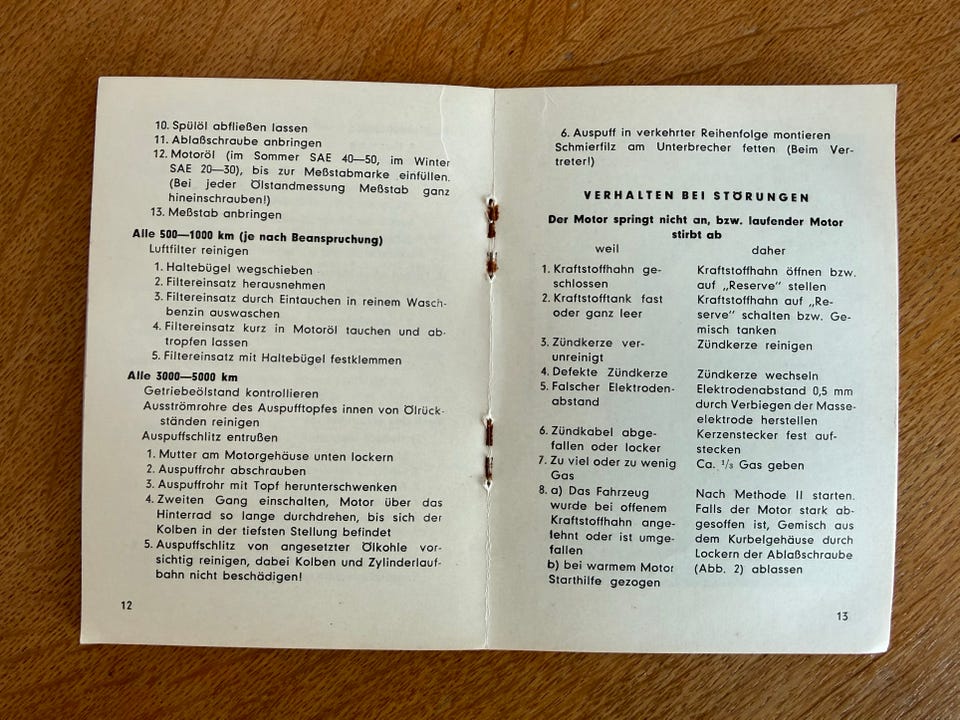 10. Spülöl abfließen lassen
11. Ablaßschraube anbringen
12. Motoröl (im Sommer SAE 40—50, im Winter
SAE 20—30), bis zur Meßstabmarke einfüllen.
(Bei jeder Ölstandmessung Meßstab ganz
hineinschrauben!)
13. Meßstab anbringen
Alle 500—1000 km (je nach Beanspruchung)
Luftfilter reinigen
1. Haltebügel wegschieben
2. Filtereinsatz herausnehmen
3. Filtereinsatz durch Eintauchen in reinem Wasch-
benzin auswaschen
4. Filtereinsatz kurz in Motoröl tauchen und ab-
tropfen lassen
5. Filtereinsatz mit Haltebügel festklemmen
Alle 3000—5000 km
Getriebeölstand kontrollieren
Ausströmrohre des Auspufftopfes innen von Ölrück-
ständen reinigen
Auspuffschlitz entrußen
1. Mutter am Motorgehäuse unten lockern
2. Auspuffrohr abschrauben
3. Auspuffrohr mit Topf herunterschwenken
4. Zweiten Gang einschalten, Motor über das
Hinterrad so lange durchdrehen, bis sich der
Kolben in der tiefsten Stellung befindet
5. Auspuffschlitz von angesetzter Ölkohle vor-
sichtig reinigen, dabei Kolben und Zylinderlauf-
bahn nicht beschädigen!
12
6. Auspuff in verkehrter Reihenfolge montieren
Schmierfilz am Unterbrecher fetten (Beim Ver-
treter!)
VERHALTEN BEI STÖRUNGEN
Der Motor springt nicht an, bzw. laufender Motor
stirbt ab
weil daher
1. Kraftstoffhahn ge- Kraftstoffhahn öffnen bzw.
schlossen auf „Reserve“ stellen
2. Kraftstofftank fast Kraftstoffhahn auf „Re-
oder ganz leer serve“ schalten bzw. Ge-
misch tanken
3. Zündkerze ver- Zündkerze reinigen
unreinigt
4. Defekte Zündkerze Zündkerze wechseln
5. Falscher Elektroden- Elektrodenabstand 0,5 mm
abstand durch Verbiegen der Masse-
elektrode herstellen
6. Zündkabel abge- Kerzenstecker fest auf-
fallen oder locker stecken
7. Zu viel oder zu wenig Ca. ¹/₃ Gas geben
Gas
8. a) Das Fahrzeug Nach Methode II starten.
wurde bei offenem Falls der Motor stark ab-
Kraftstoffhahn ange- gesoffen ist, Gemisch aus
lehnt oder ist umge- dem Kurbelgehäuse durch
fallen Lockern der Ablaßschraube
b) bei warmem Motor (Abb. 2) ablassen
Starthilfe gezogen
13